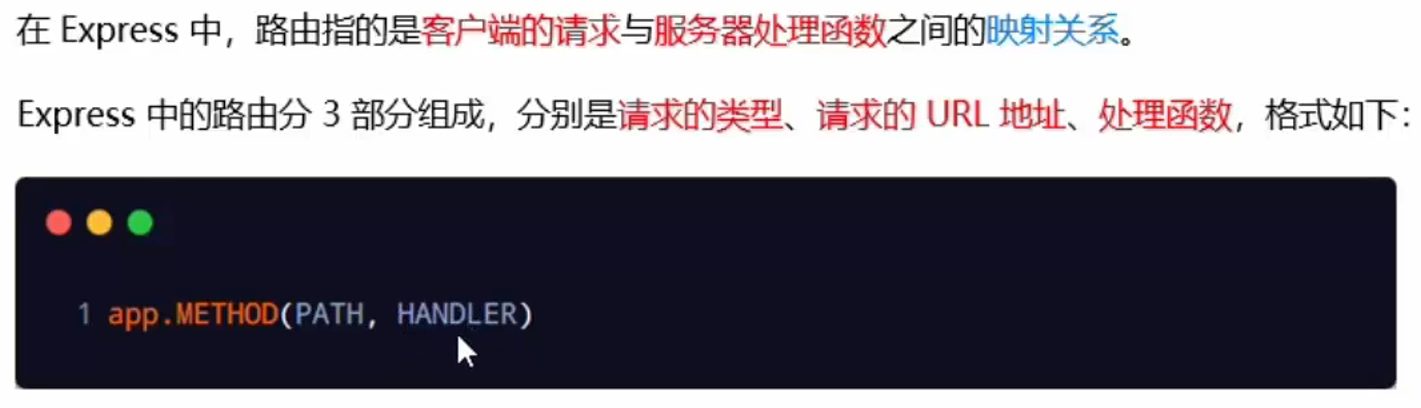 在 Express 中，路由指的是客户端的请求与服务器处理函数之间的映射关系。
Express 中的路由分 3 部分组成，分别是请求的类型、请求的 URL 地址、处理函数，格式如下：
1 app.METHOD(PATH, HANDLER)